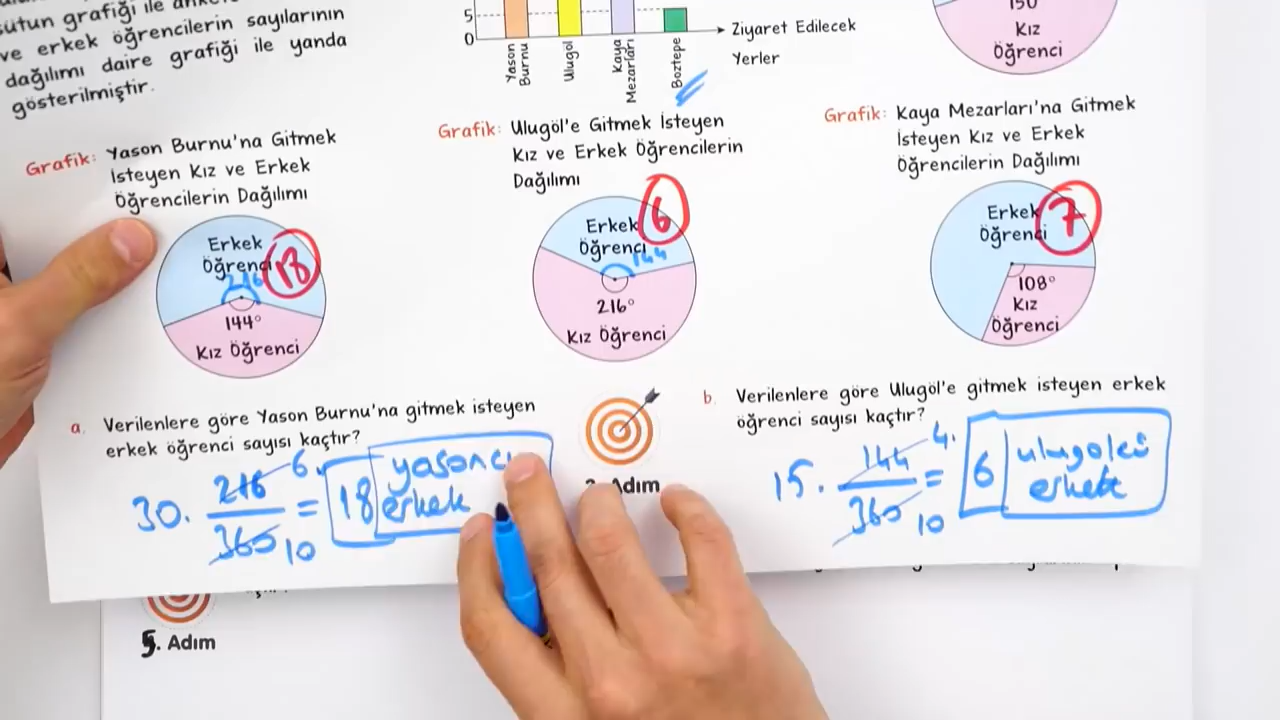 sütun grafiği ile
ve erkek öğrencilerin sayılarının
dağılımı daire grafiği ile yanda
gösterilmiştir.
5
0
Yason
Burnu
Ulugöl
Kaya
Mezarları
Boztepe
Ziyaret Edilecek
Yerler
150
Kız
Öğrenci
Grafik: Yason Burnu'na Gitmek
İsteyen Kız ve Erkek
Öğrencilerin Dağılımı
Erkek
Öğrenci
18
216
144°
Kız Öğrenci
Grafik: Ulugöl'e Gitmek İsteyen
Kız ve Erkek Öğrencilerin
Dağılımı
Erkek
Öğrenci
6
144
216°
Kız Öğrenci
Grafik: Kaya Mezarları'na Gitmek
İsteyen Kız ve Erkek
Öğrencilerin Dağılımı
Erkek
Öğrenci
7
108°
Kız
Öğrenci
a. Verilenlere göre Yason Burnu'na gitmek isteyen
erkek öğrenci sayısı kaçtır?
30. 216 6.
360 10
= 18
erkek
b. Verilenlere göre Ulugöl'e gitmek isteyen erkek
öğrenci sayısı kaçtır?
15. 144 4.
360 10
= 6
ulugölcü
erkek
Adım
5. Adım